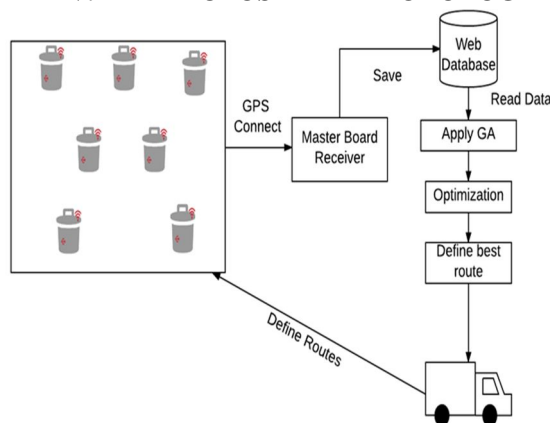 GPS
Connect
Master Board
Receiver
Save
Web
Database
Read Data
Apply GA
Optimization
Define best
route
Define Routes